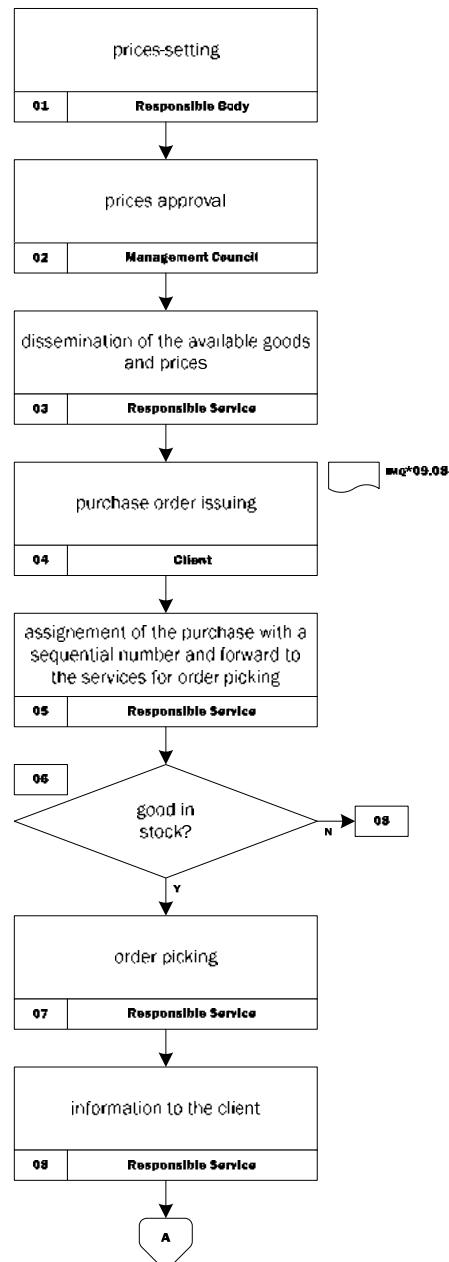 prices-setting
01 Responsible Body
prices approval
02 Management Council
dissemination of the available goods
and prices
03 Responsible Service
purchase order issuing
IMQ*09.08
04 Client
assignement of the purchase with a
sequential number and forward to
the services for order picking
05 Responsible Service
06
good in
stock?
N
08
Y
order picking
07 Responsible Service
information to the client
08 Responsible Service
A